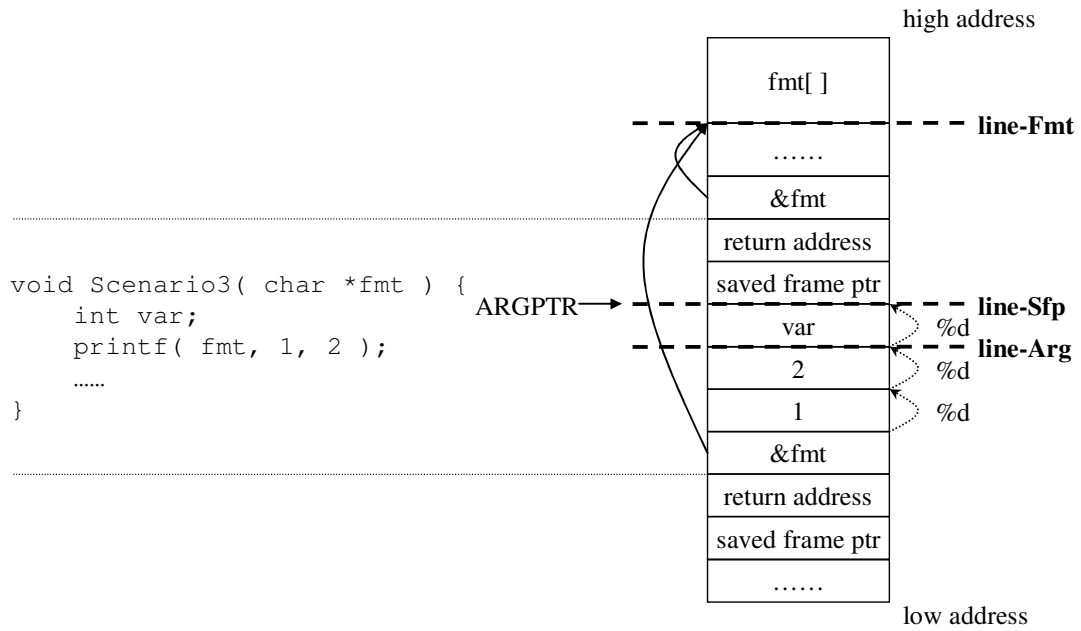 high address
fmt[ ]
line-Fmt
……
&fmt
return address
void Scenario3( char *fmt ) {
int var;
printf( fmt, 1, 2 );
……
}
saved frame ptr
ARGPTR
line-Sfp
var
%d
line-Arg
2
%d
1
%d
&fmt
return address
saved frame ptr
……
low address